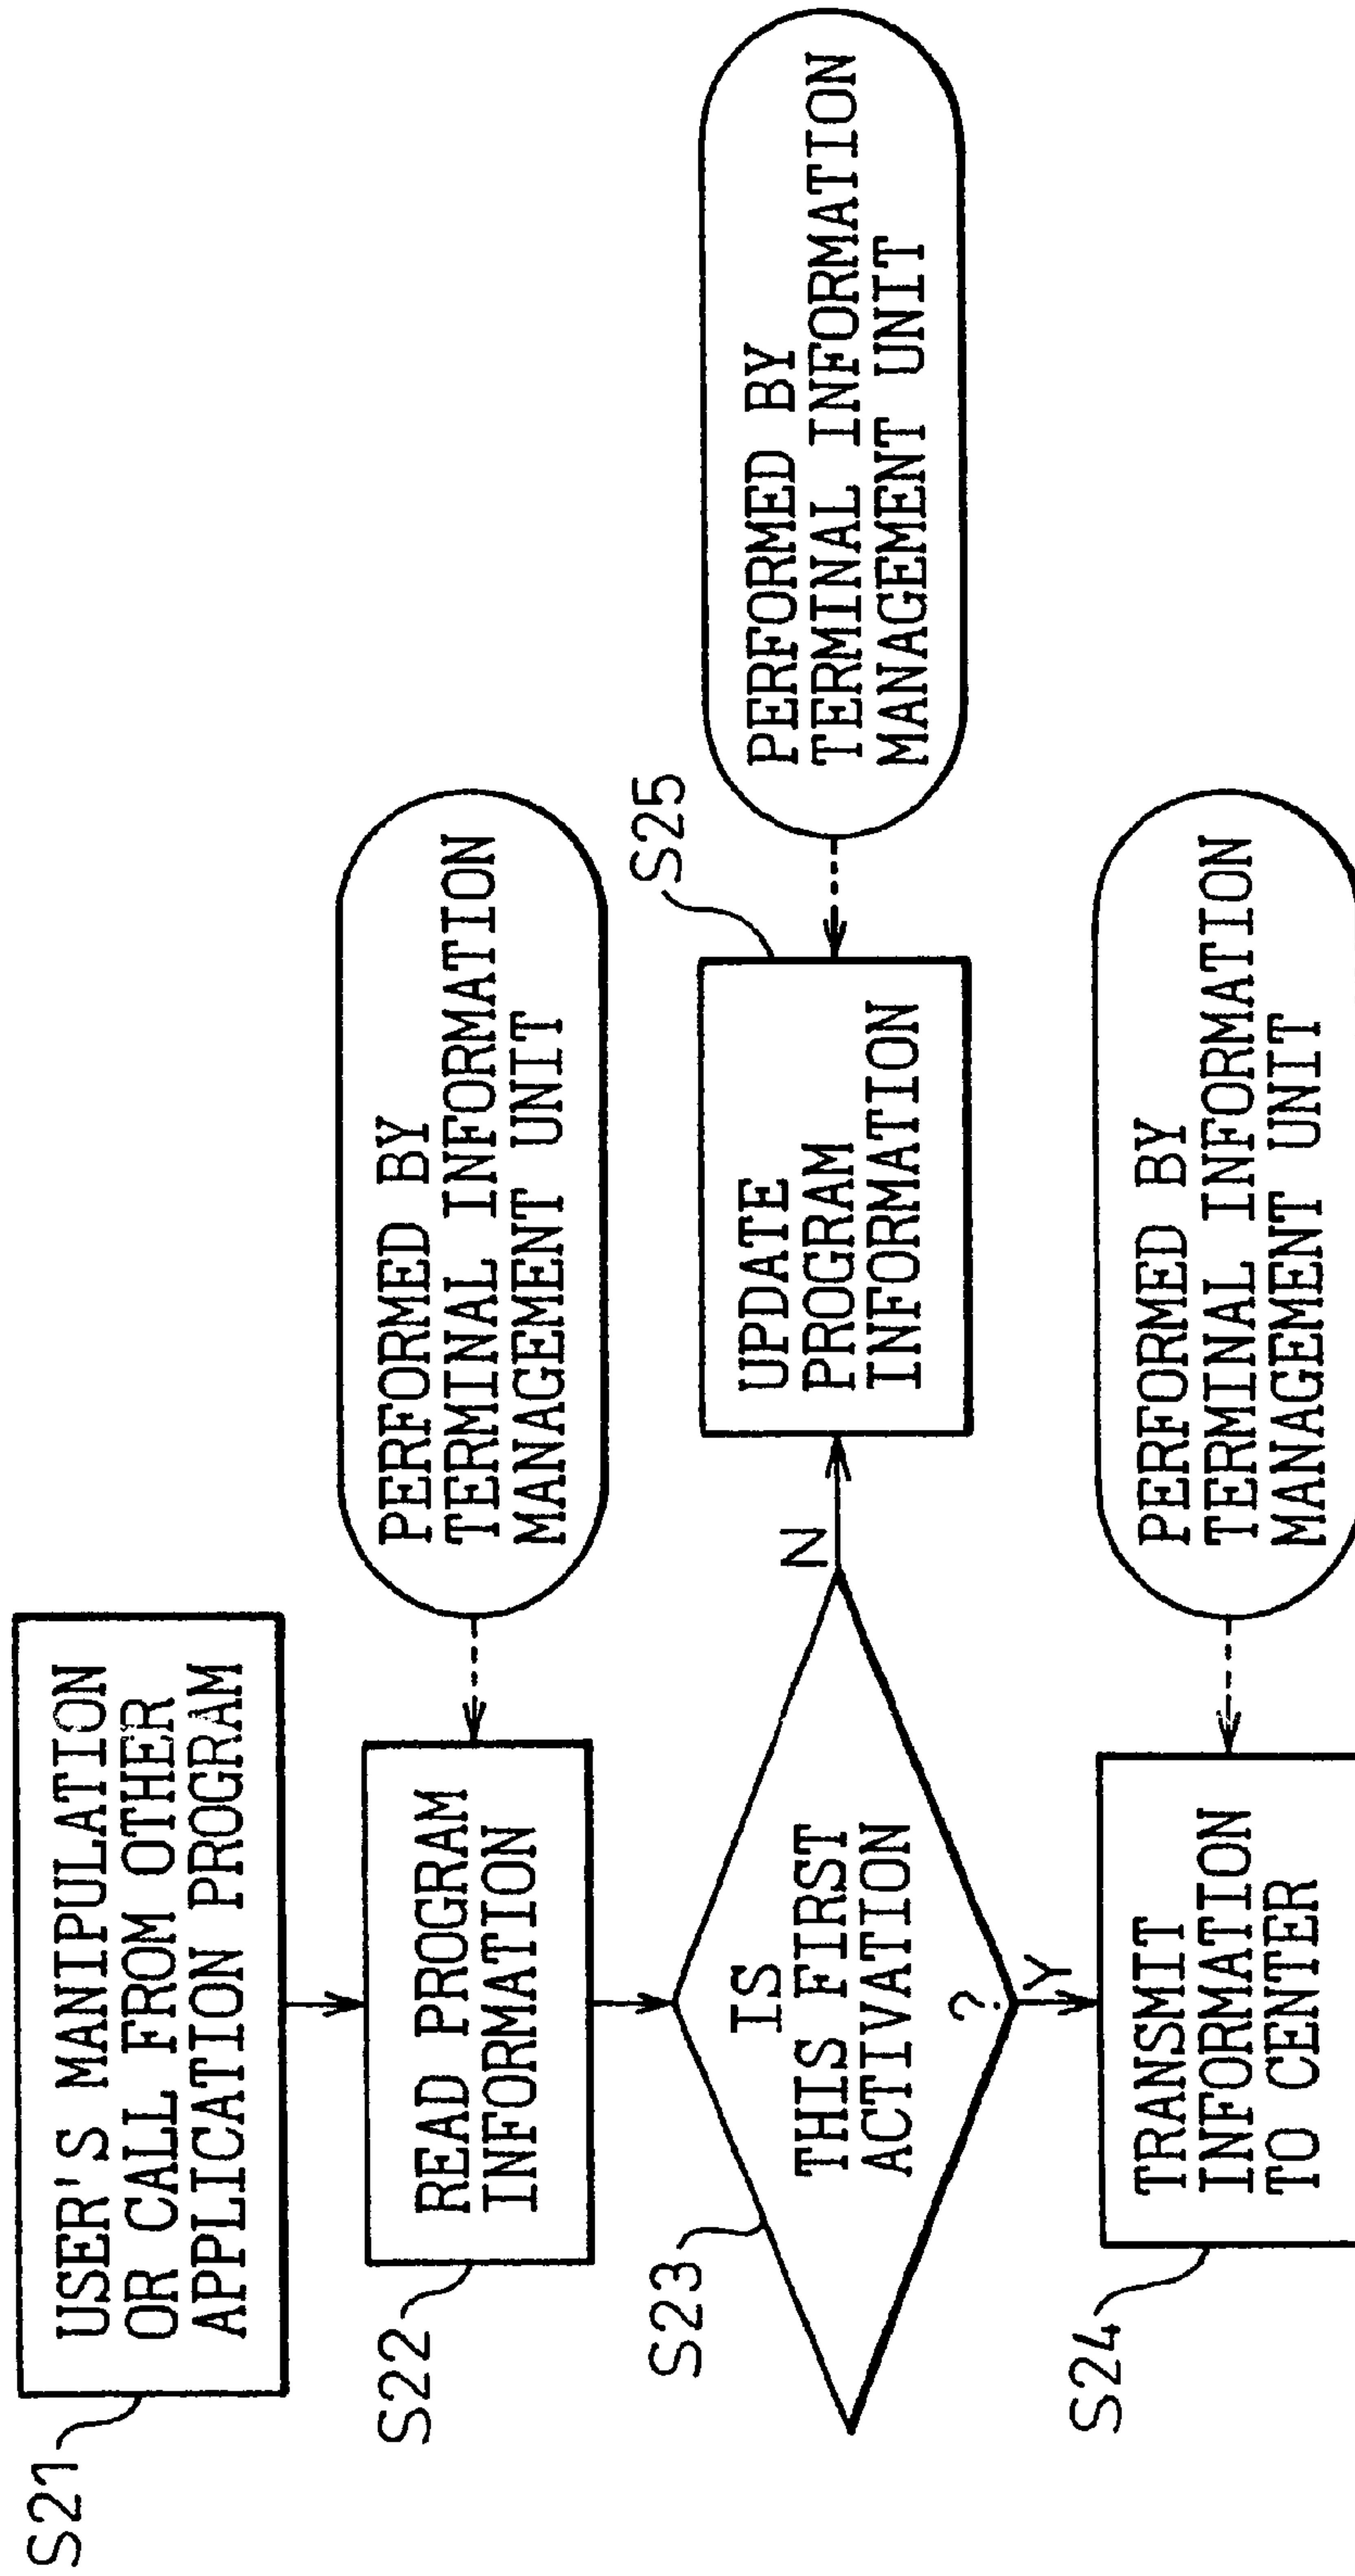 S21
USER'S MANIPULATION
OR CALL FROM OTHER
APPLICATION PROGRAM
S22
READ PROGRAM
INFORMATION
PERFORMED BY
TERMINAL INFORMATION
MANAGEMENT UNIT
S23
IS
THIS FIRST
ACTIVATION
?
N
S25
UPDATE
PROGRAM
INFORMATION
PERFORMED BY
TERMINAL INFORMATION
MANAGEMENT UNIT
Y
S24
TRANSMIT
INFORMATION
TO CENTER
PERFORMED BY
TERMINAL INFORMATION
MANAGEMENT UNIT